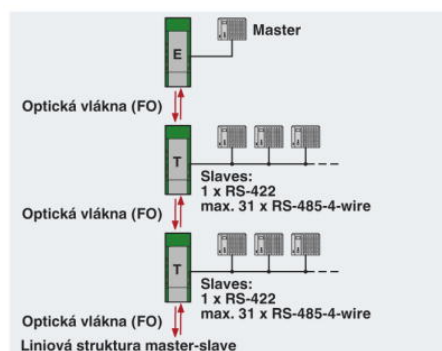 Master
E
Optická vlákna (FO)
T
Slaves:
1 x RS-422
max. 31 x RS-485-4-wire
Optická vlákna (FO)
T
Slaves:
1 x RS-422
max. 31 x RS-485-4-wire
Optická vlákna (FO)
Liniová struktura master-slave